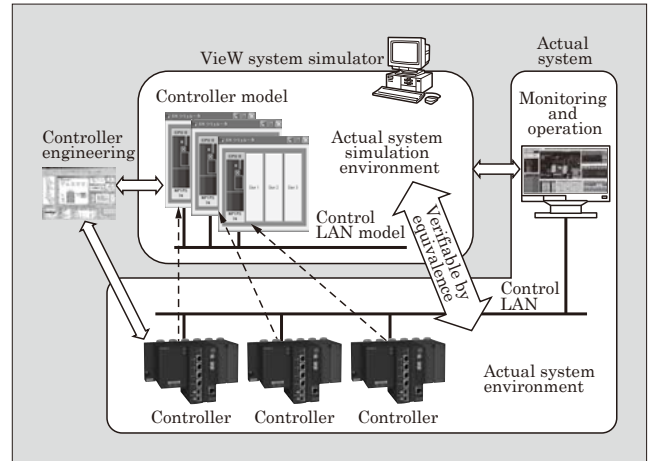 VieW system simulator
Actual
system
Controller model
Monitoring
and
operation
Controller
engineering
Actual system
simulation
environment
Control
LAN model
Verifiable by
equivalence
Control
LAN
Actual system
environment
Controller
Controller
Controller